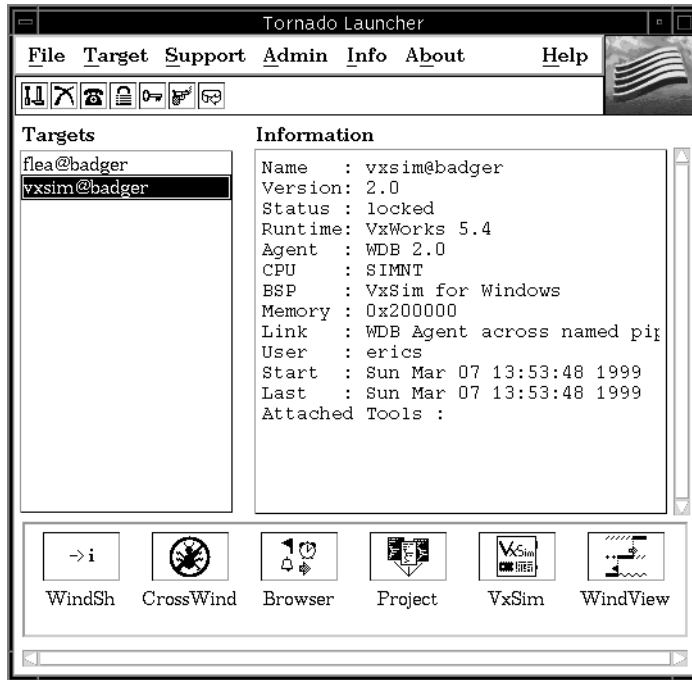 Tornado Launcher
File Target Support Admin Info About Help
Targets
flea@badger
vxsim@badger
Information
Name : vxsim@badger
Version: 2.0
Status : locked
Runtime: VxWorks 5.4
Agent : WDB 2.0
CPU : SIMNT
BSP : VxSim for Windows
Memory : 0x200000
Link : WDB Agent across named pip
User : erics
Start : Sun Mar 07 13:53:48 1999
Last : Sun Mar 07 13:53:48 1999
Attached Tools :
->i
VxSim
WindSh CrossWind Browser Project VxSim WindView